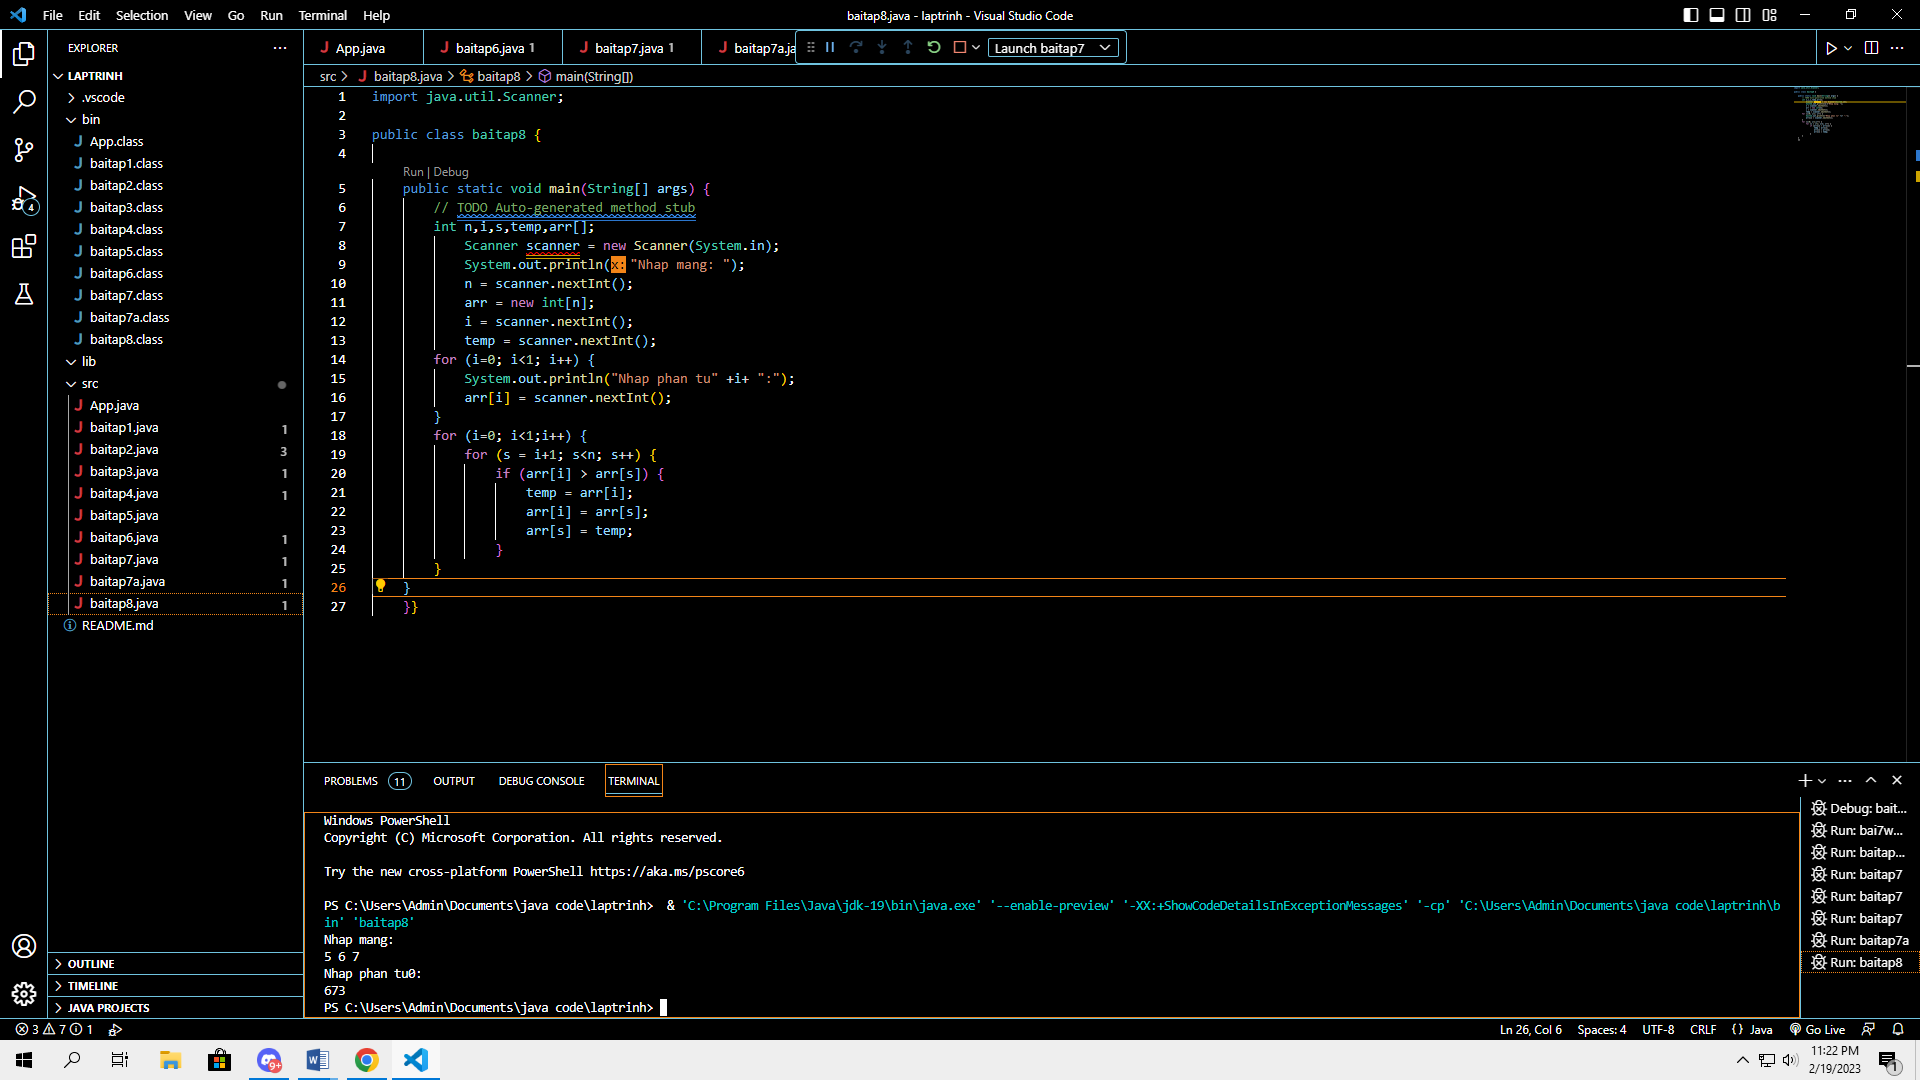 File Edit Selection View Go Run Terminal Help
baitap8.java - laptrinh - Visual Studio Code
EXPLORER
LAPTRINH
.vscode
bin
App.class
baitap1.class
baitap2.class
baitap3.class
baitap4.class
baitap5.class
baitap6.class
baitap7.class
baitap7a.class
baitap8.class
lib
src
App.java
baitap1.java 1
baitap2.java 3
baitap3.java 1
baitap4.java 1
baitap5.java
baitap6.java 1
baitap7.java 1
baitap7a.java 1
baitap8.java 1
README.md
OUTLINE
TIMELINE
JAVA PROJECTS
4
App.java baitap6.java 1 baitap7.java 1 baitap7a.ja
Launch baitap7
src > baitap8.java > baitap8 > main(String[])
1 import java.util.Scanner;
2
3 public class baitap8 {
4
Run | Debug
5 public static void main(String[] args) {
6 // TODO Auto-generated method stub
7 int n,i,s,temp,arr[];
8 Scanner scanner = new Scanner(System.in);
9 System.out.println(x: "Nhap mang: ");
10 n = scanner.nextInt();
11 arr = new int[n];
12 i = scanner.nextInt();
13 temp = scanner.nextInt();
14 for (i=0; i<1; i++) {
15 System.out.println("Nhap phan tu" +i+ ":");
16 arr[i] = scanner.nextInt();
17 }
18 for (i=0; i<1;i++) {
19 for (s = i+1; s<n; s++) {
20 if (arr[i] > arr[s]) {
21 temp = arr[i];
22 arr[i] = arr[s];
23 arr[s] = temp;
24 }
25 }
26 }
27 }}
PROBLEMS 11 OUTPUT DEBUG CONSOLE TERMINAL
Windows PowerShell
Copyright (C) Microsoft Corporation. All rights reserved.
Try the new cross-platform PowerShell https://aka.ms/pscore6
PS C:\Users\Admin\Documents\java code\laptrinh> & 'C:\Program Files\Java\jdk-19\bin\java.exe' '--enable-preview' '-XX:+ShowCodeDetailsInExceptionMessages' '-cp' 'C:\Users\Admin\Documents\java code\laptrinh\b
in' 'baitap8'
Nhap mang:
5 6 7
Nhap phan tu0:
673
PS C:\Users\Admin\Documents\java code\laptrinh>
Debug: bait...
Run: bai7w...
Run: baitap...
Run: baitap7
Run: baitap7
Run: baitap7
Run: baitap7a
Run: baitap8
3 7 1
Ln 26, Col 6 Spaces: 4 UTF-8 CRLF {} Java Go Live
9+
11:22 PM
2/19/2023
1